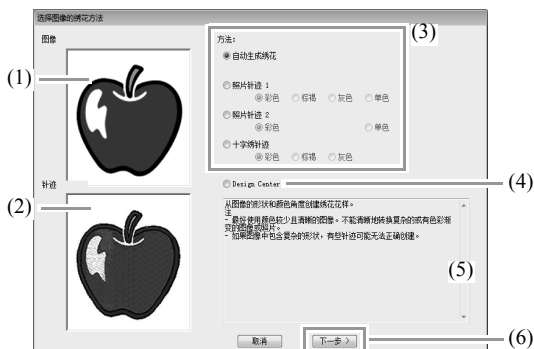 选择图像的绣花方法
图像
方法:
(3)
自动生成绣花
(1)
照片针迹 1
彩色 棕褐 灰色 单色
照片针迹 2
彩色 单色
十字绣针迹
彩色 棕褐 灰色
针迹
Design Center
(4)
(2)
从图像的形状和颜色角度创建绣花花样。
注
- 最好使用颜色较少且清晰的图像。不能清晰地转换复杂的或有色彩渐
变的图像或照片。
- 如果图像中包含复杂的形状,有些针迹可能无法正确创建。
(5)
取消 下一步 >
(6)